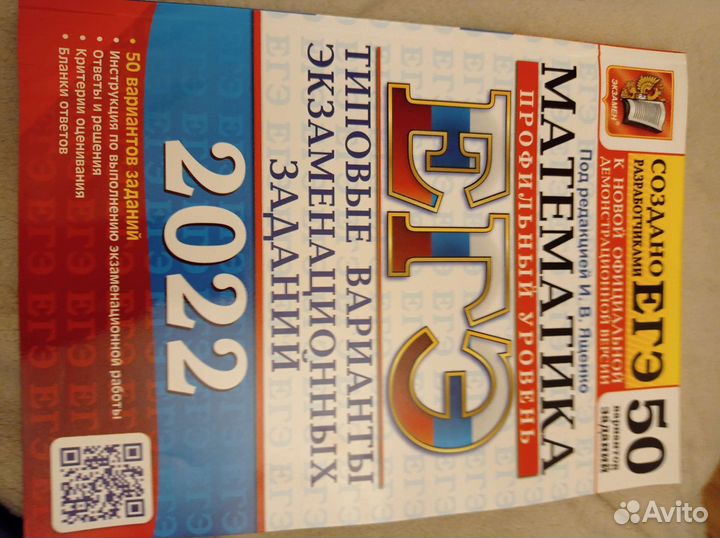 ЭКЗАМЕН
СОЗДАНО
РАЗРАБОТЧИКАМИ
ЕГЭ
К НОВОЙ ОФИЦИАЛЬНОЙ
ДЕМОНСТРАЦИОННОЙ ВЕРСИИ
50
вариантов
заданий
Под редакцией И. В. Ященко
МАТЕМАТИКА
ПРОФИЛЬНЫЙ УРОВЕНЬ
ЕГЭ
ТИПОВЫЕ ВАРИАНТЫ
ЭКЗАМЕНАЦИОННЫХ
ЗАДАНИЙ
2022
• 50 вариантов заданий
• Инструкция по выполнению экзаменационной работы
• Ответы и решения
• Критерии оценивания
• Бланки ответов
Avito